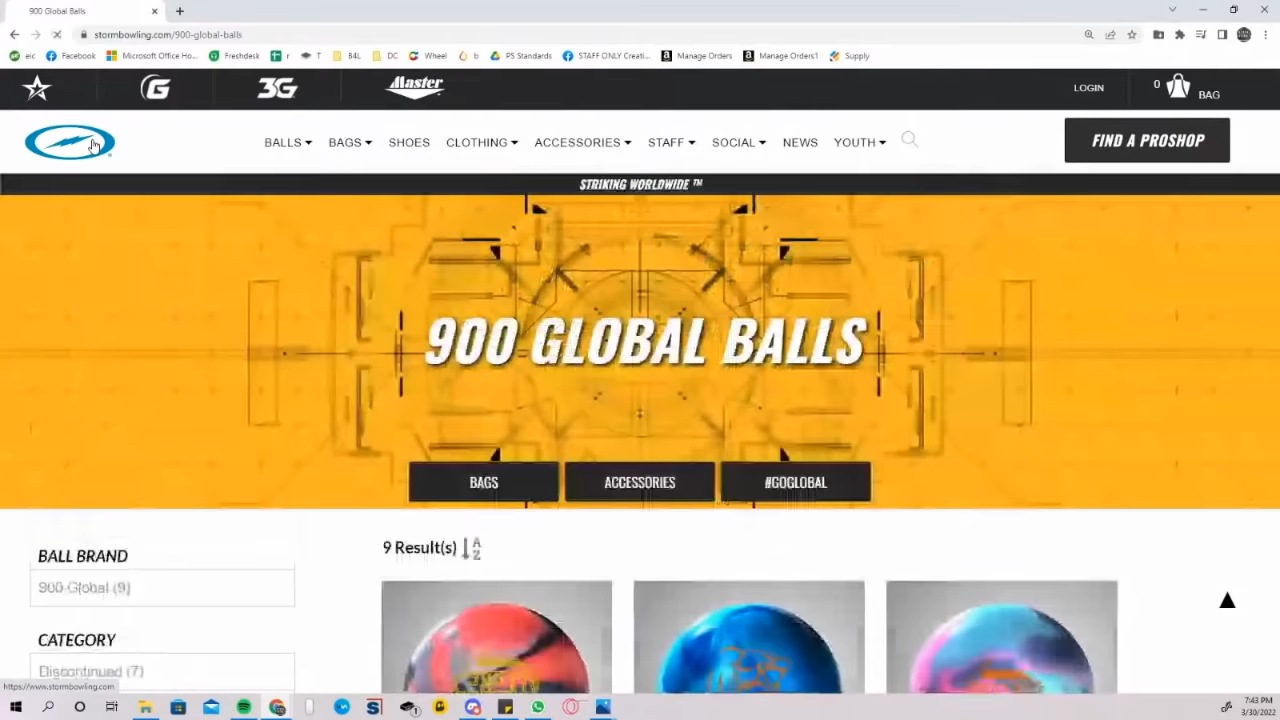 900 Global Balls
stormbowling.com/900-global-balls
eic Facebook Microsoft Office Ho... Freshdesk r T B4L DC Wheel b PS Standards STAFF ONLY Creati... Manage Orders Manage Orders1 Supply
G 3G Master LOGIN 0 BAG
BALLS BAGS SHOES CLOTHING ACCESSORIES STAFF SOCIAL NEWS YOUTH FIND A PROSHOP
STRIKING WORLDWIDE ™
900 GLOBAL BALLS
BAGS ACCESSORIES #GOGLOBAL
9 Result(s) A Z
BALL BRAND
900-Global (9)
CATEGORY
Discontinued (7)
https://www.stormbowling.com
7:43 PM
3/30/2022